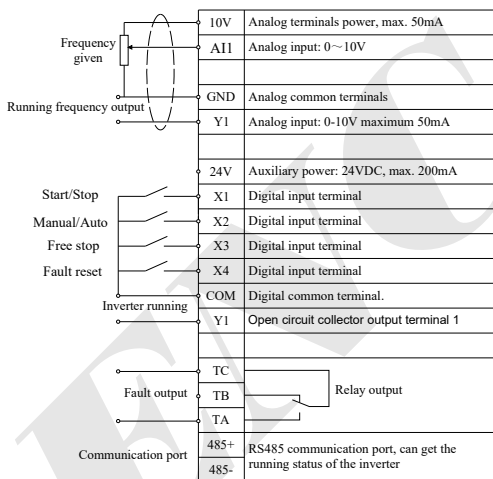 10V Analog terminals power, max. 50mA
Frequency given
AI1 Analog input: 0~10V
GND Analog common terminals
Running frequency output
Y1 Analog input: 0-10V maximum 50mA
24V Auxiliary power: 24VDC, max. 200mA
Start/Stop X1 Digital input terminal
Manual/Auto X2 Digital input terminal
Free stop X3 Digital input terminal
Fault reset X4 Digital input terminal
COM Digital common terminal.
Inverter running
Y1 Open circuit collector output terminal 1
TC
Fault output TB Relay output
TA
Communication port
485+ RS485 communication port, can get the
485- running status of the inverter
ENC